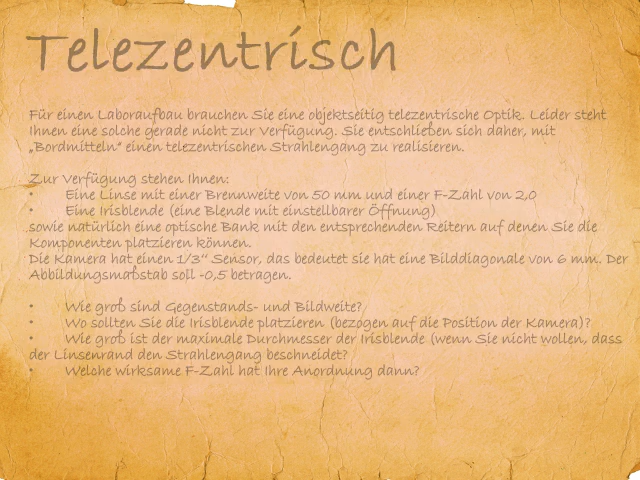 Telezentrisch
Für einen Laboraufbau brauchen Sie eine objektseitig telezentrische Optik. Leider steht
Ihnen eine solche gerade nicht zur Verfügung. Sie entschließen sich daher, mit
„Bordmitteln“ einen telezentrischen Strahlengang zu realisieren.
Zur Verfügung stehen Ihnen:
• Eine Linse mit einer Brennweite von 50 mm und einer F-Zahl von 2,0
• Eine Irisblende (eine Blende mit einstellbarer Öffnung)
sowie natürlich eine optische Bank mit den entsprechenden Reitern auf denen Sie die
Komponenten platzieren können.
Die Kamera hat einen 1/3“ Sensor, das bedeutet sie hat eine Bilddiagonale von 6 mm. Der
Abbildungsmaßstab soll -0,5 betragen.
• Wie groß sind Gegenstands- und Bildweite?
• Wo sollten Sie die Irisblende platzieren (bezogen auf die Position der Kamera)?
• Wie groß ist der maximale Durchmesser der Irisblende (wenn Sie nicht wollen, dass
der Linsenrand den Strahlengang beschneidet?
• Welche wirksame F-Zahl hat Ihre Anordnung dann?